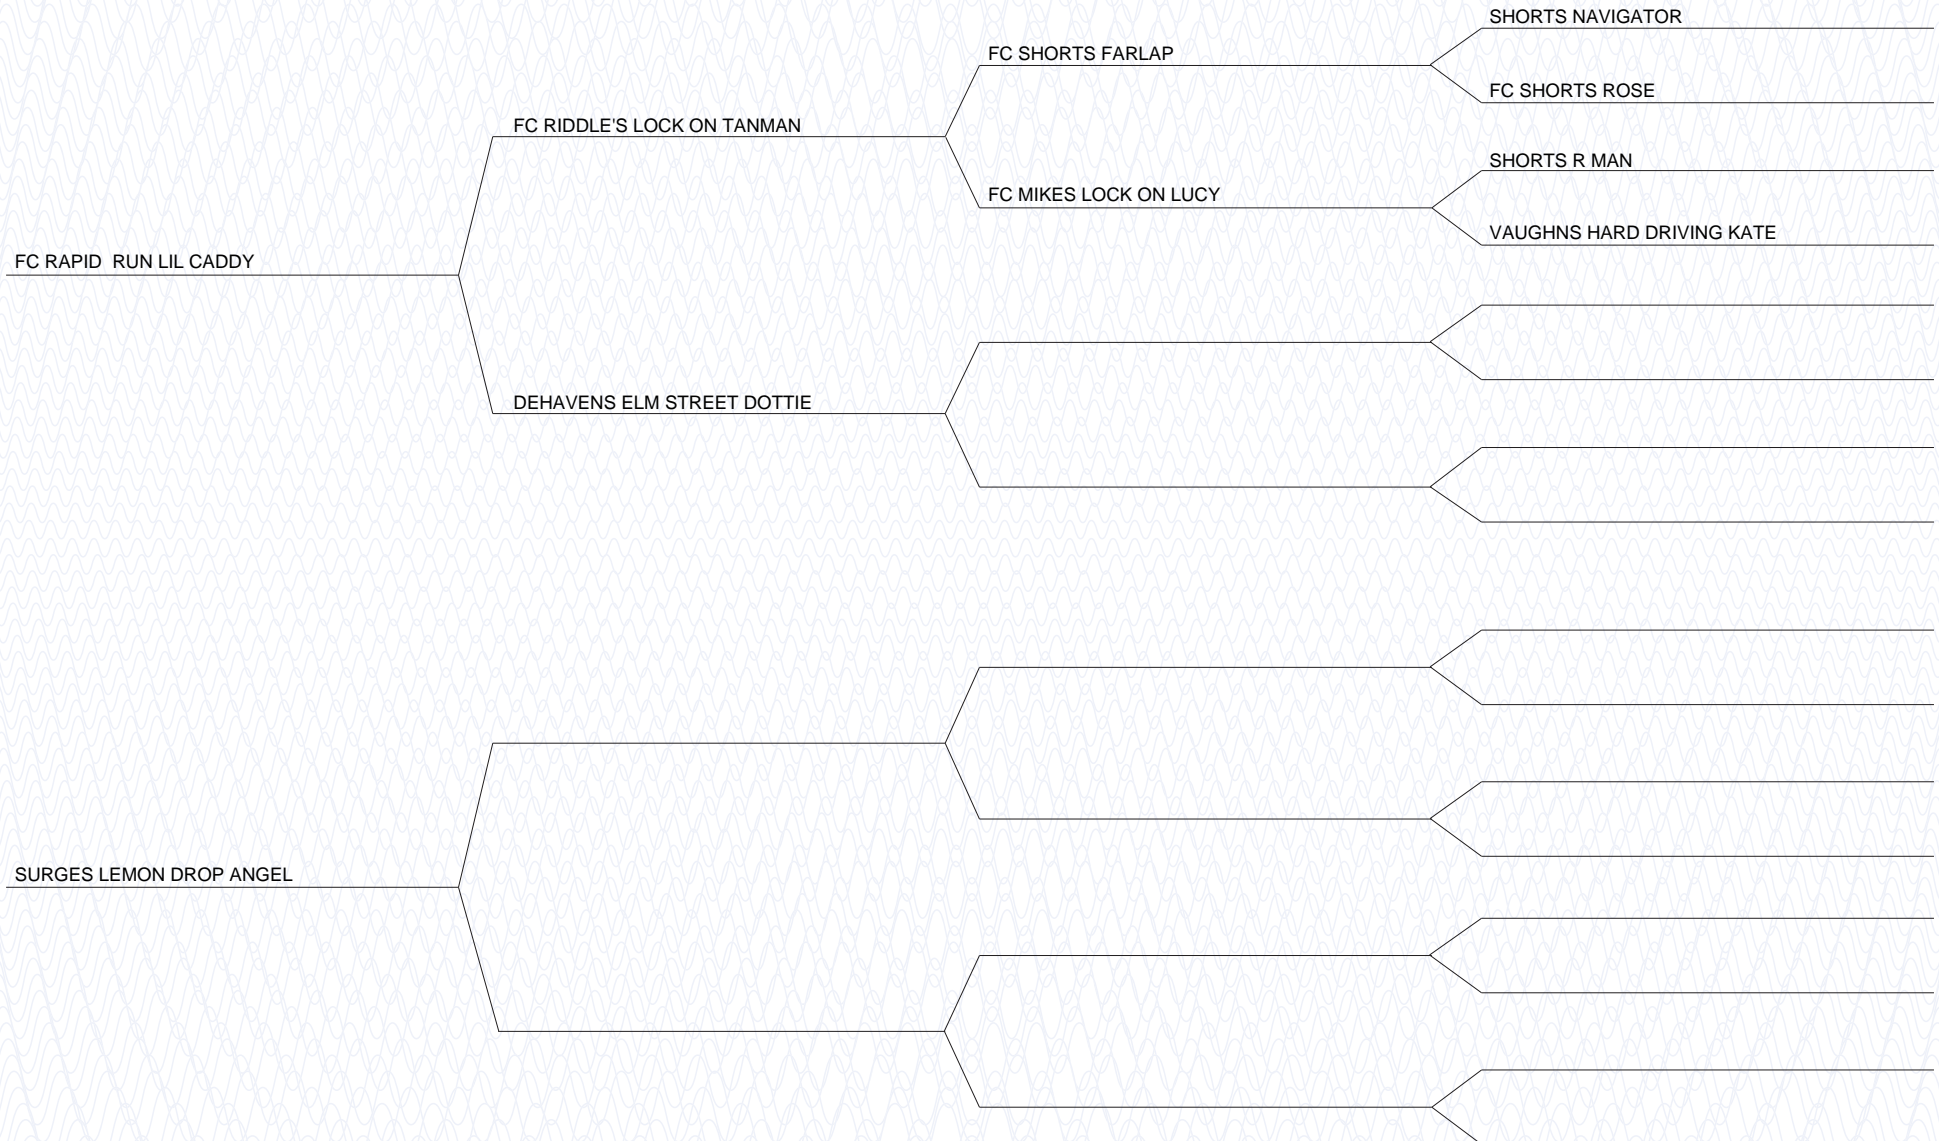 SHORTS NAVIGATOR
FC SHORTS FARLAP
FC SHORTS ROSE
FC RIDDLE'S LOCK ON TANMAN
SHORTS R MAN
FC MIKES LOCK ON LUCY
VAUGHNS HARD DRIVING KATE
FC RAPID  RUN LIL CADDY
DEHAVENS ELM STREET DOTTIE
SURGES LEMON DROP ANGEL